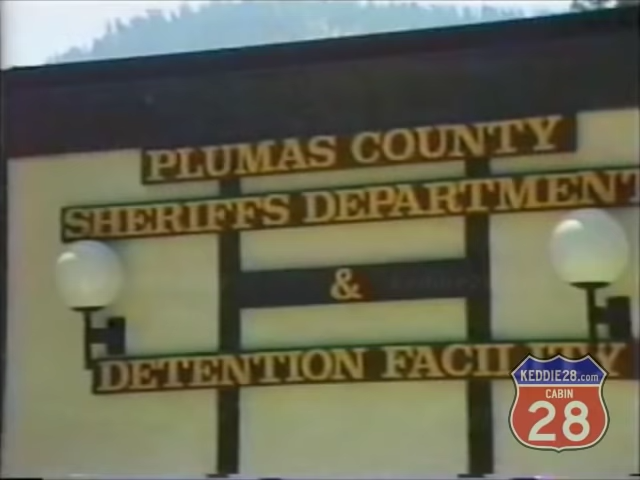 PLUMAS COUNTY
SHERIFFS DEPARTMENT
&
DETENTION FACILITY
KEDDIE28.com
CABIN
28